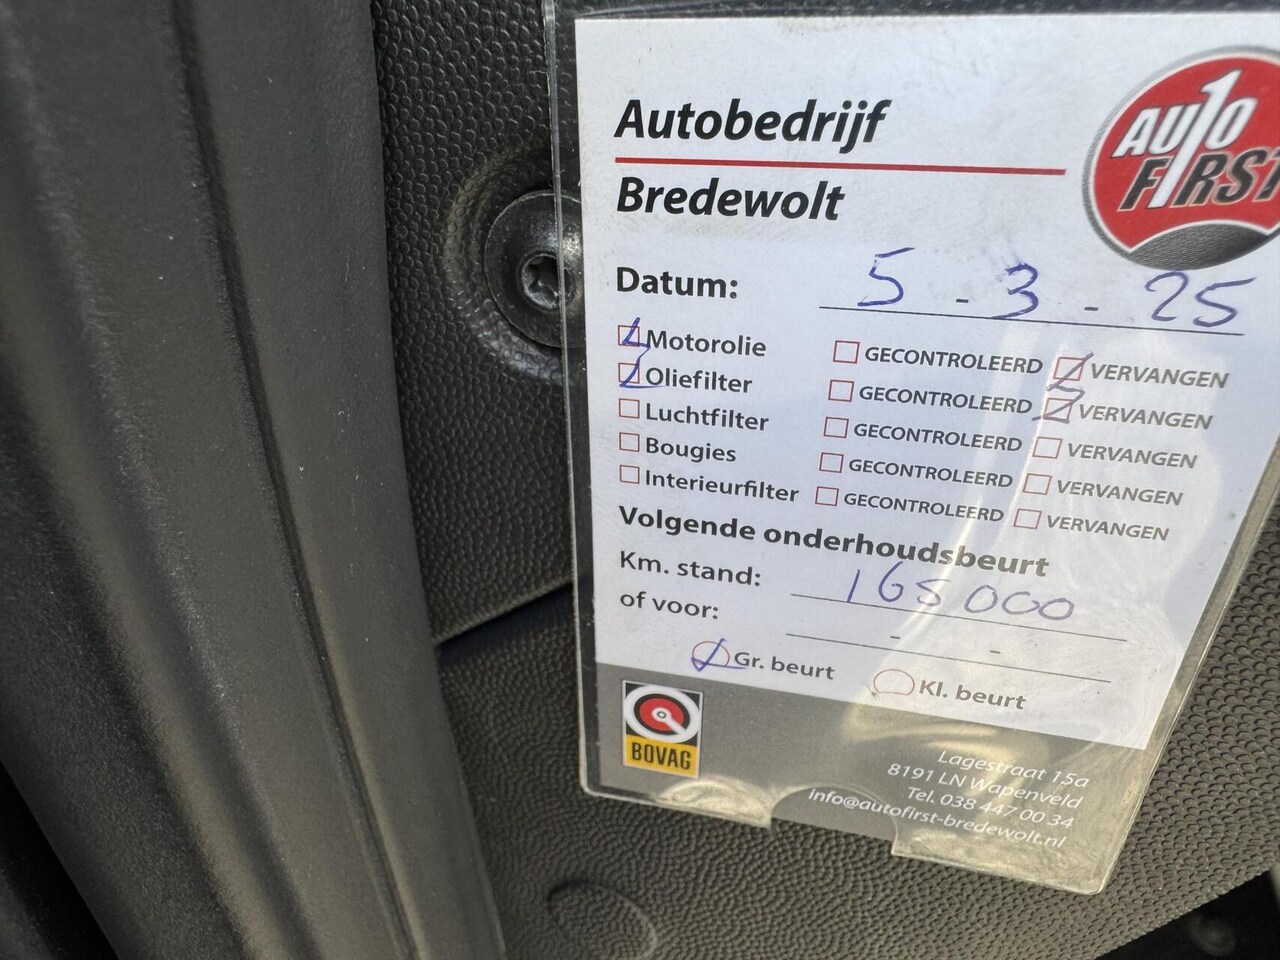 Autobedrijf
Bredewolt
AUTO
FIRST
Datum: 5 - 3 - 25
Motorolie GECONTROLEERD VERVANGEN
Oliefilter GECONTROLEERD VERVANGEN
Luchtfilter GECONTROLEERD VERVANGEN
Bougies GECONTROLEERD VERVANGEN
Interieurfilter GECONTROLEERD VERVANGEN
Volgende onderhoudsbeurt
Km. stand: 165000
of voor: - -
Gr. beurt Kl. beurt
BOVAG
Lagestraat 15a
8191 LN Wapenveld
Tel. 038 447 00 34
info@autofirst-bredewolt.nl